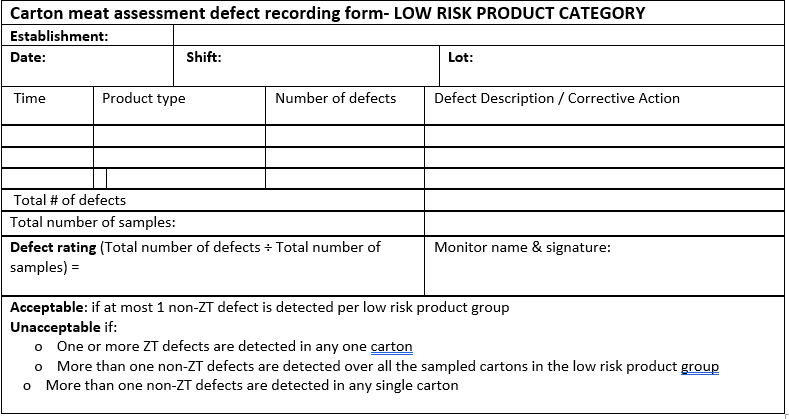 Carton meat assessment defect recording form- LOW RISK PRODUCT CATEGORY
Establishment:
Date: Shift: Lot:
Time Product type Number of defects Defect Description / Corrective Action
Total # of defects
Total number of samples:
Defect rating (Total number of defects ÷ Total number of
samples) =
Monitor name & signature:
Acceptable: if at most 1 non-ZT defect is detected per low risk product group
Unacceptable if:
o One or more ZT defects are detected in any one carton
o More than one non-ZT defects are detected over all the sampled cartons in the low risk product group
o More than one non-ZT defects are detected in any single carton